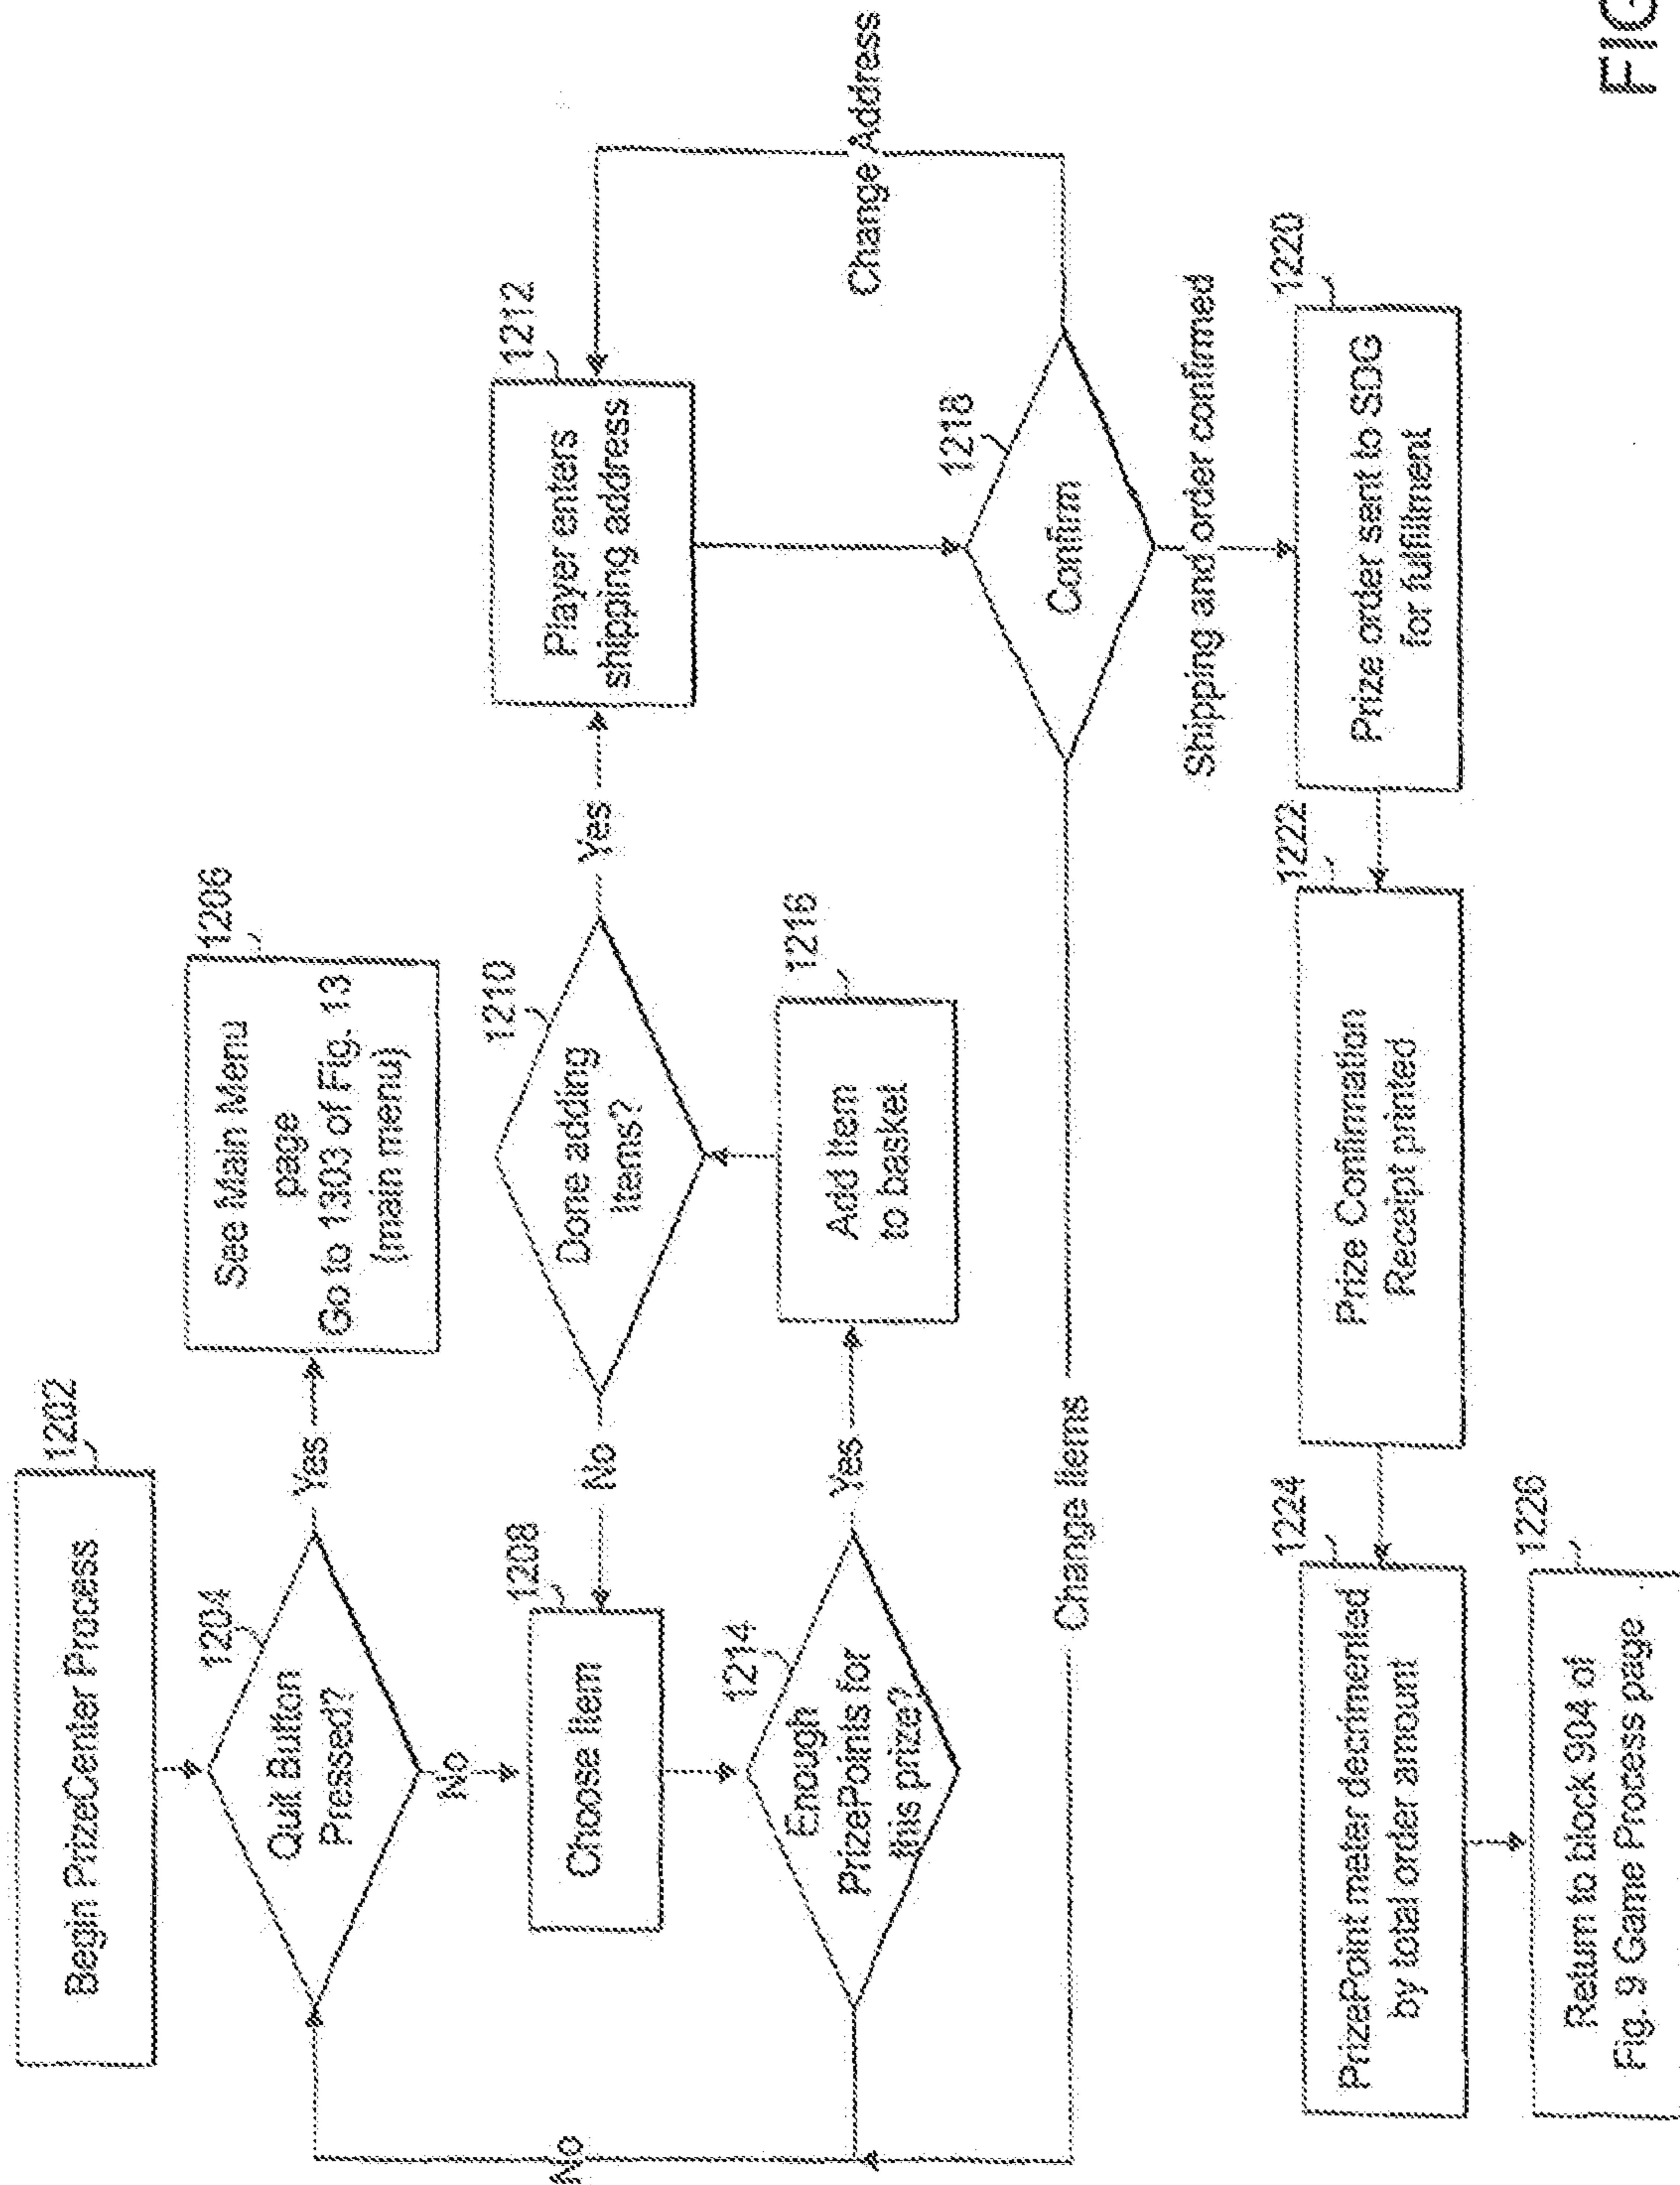 1202
Begin PrizeCenter Process
1204
Quit Button
Pressed?
Yes
1206
See Main Menu
page
Go to 1303 of Fig. 13
(main menu)
No
1208
Choose Item
No
1210
Done adding
Items?
Yes
1212
Player enters
shipping address
1214
Enough
PrizePoints for
this prize?
Yes
1216
Add Item
to basket
No
Change Address
1218
Confirm
Change Items
Shipping and order confirmed
1220
Prize order sent to SDG
for fulfillment
1222
Prize Confirmation
Receipt printed
1224
PrizePoint meter decrimented
by total order amount
1226
Return to block 904 of
Fig. 9 Game Process page
FIG